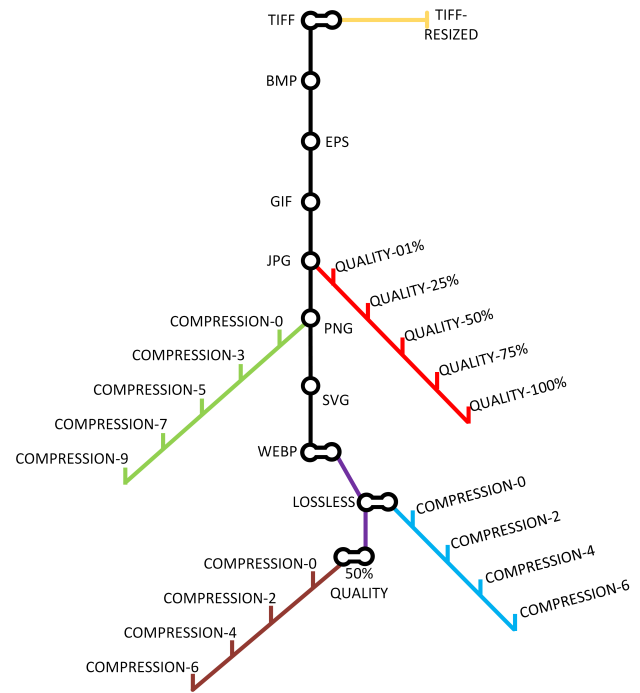 TIFF
TIFF-
RESIZED
BMP
EPS
GIF
JPG
QUALITY-01%
QUALITY-25%
QUALITY-50%
QUALITY-75%
QUALITY-100%
PNG
COMPRESSION-0
COMPRESSION-3
COMPRESSION-5
COMPRESSION-7
COMPRESSION-9
SVG
WEBP
LOSSLESS
COMPRESSION-0
COMPRESSION-2
COMPRESSION-4
COMPRESSION-6
50%
QUALITY
COMPRESSION-0
COMPRESSION-2
COMPRESSION-4
COMPRESSION-6